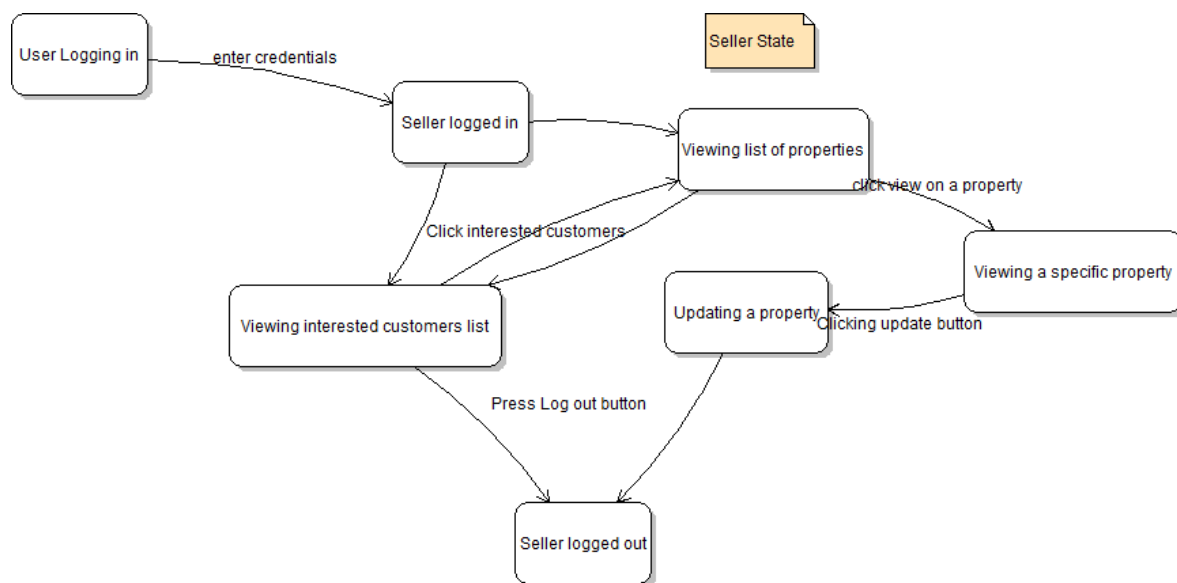 User Logging in
enter credentials
Seller State
Seller logged in
Viewing list of properties
click view on a property
Click interested customers
Viewing a specific property
Viewing interested customers list
Updating a property
Clicking update button
Press Log out button
Seller logged out